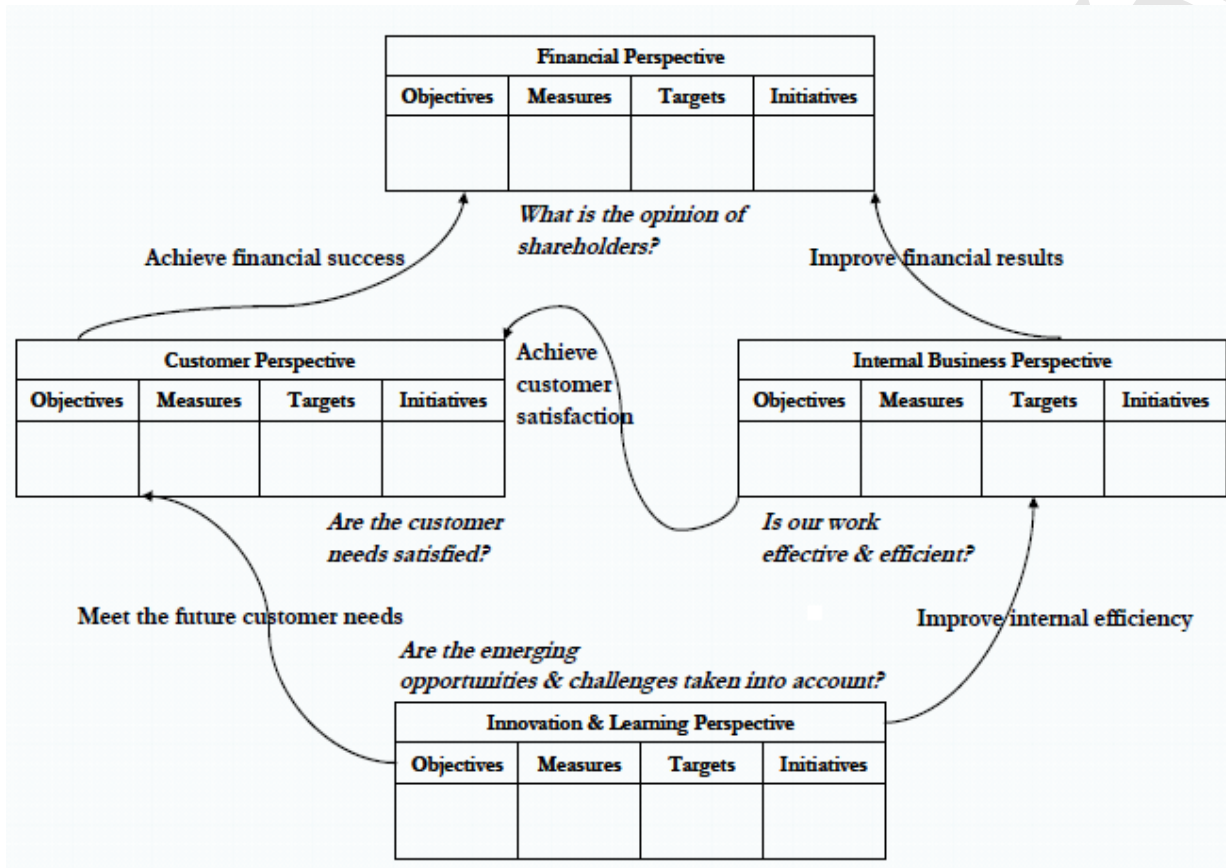 Financial Perspective
Objectives Measures Targets Initiatives
What is the opinion of
shareholders?
Achieve financial success
Improve financial results
Customer Perspective
Objectives Measures Targets Initiatives
Achieve
customer
satisfaction
Internal Business Perspective
Objectives Measures Targets Initiatives
Are the customer
needs satisfied?
Is our work
effective & efficient?
Meet the future customer needs
Improve internal efficiency
Are the emerging
opportunities & challenges taken into account?
Innovation & Learning Perspective
Objectives Measures Targets Initiatives